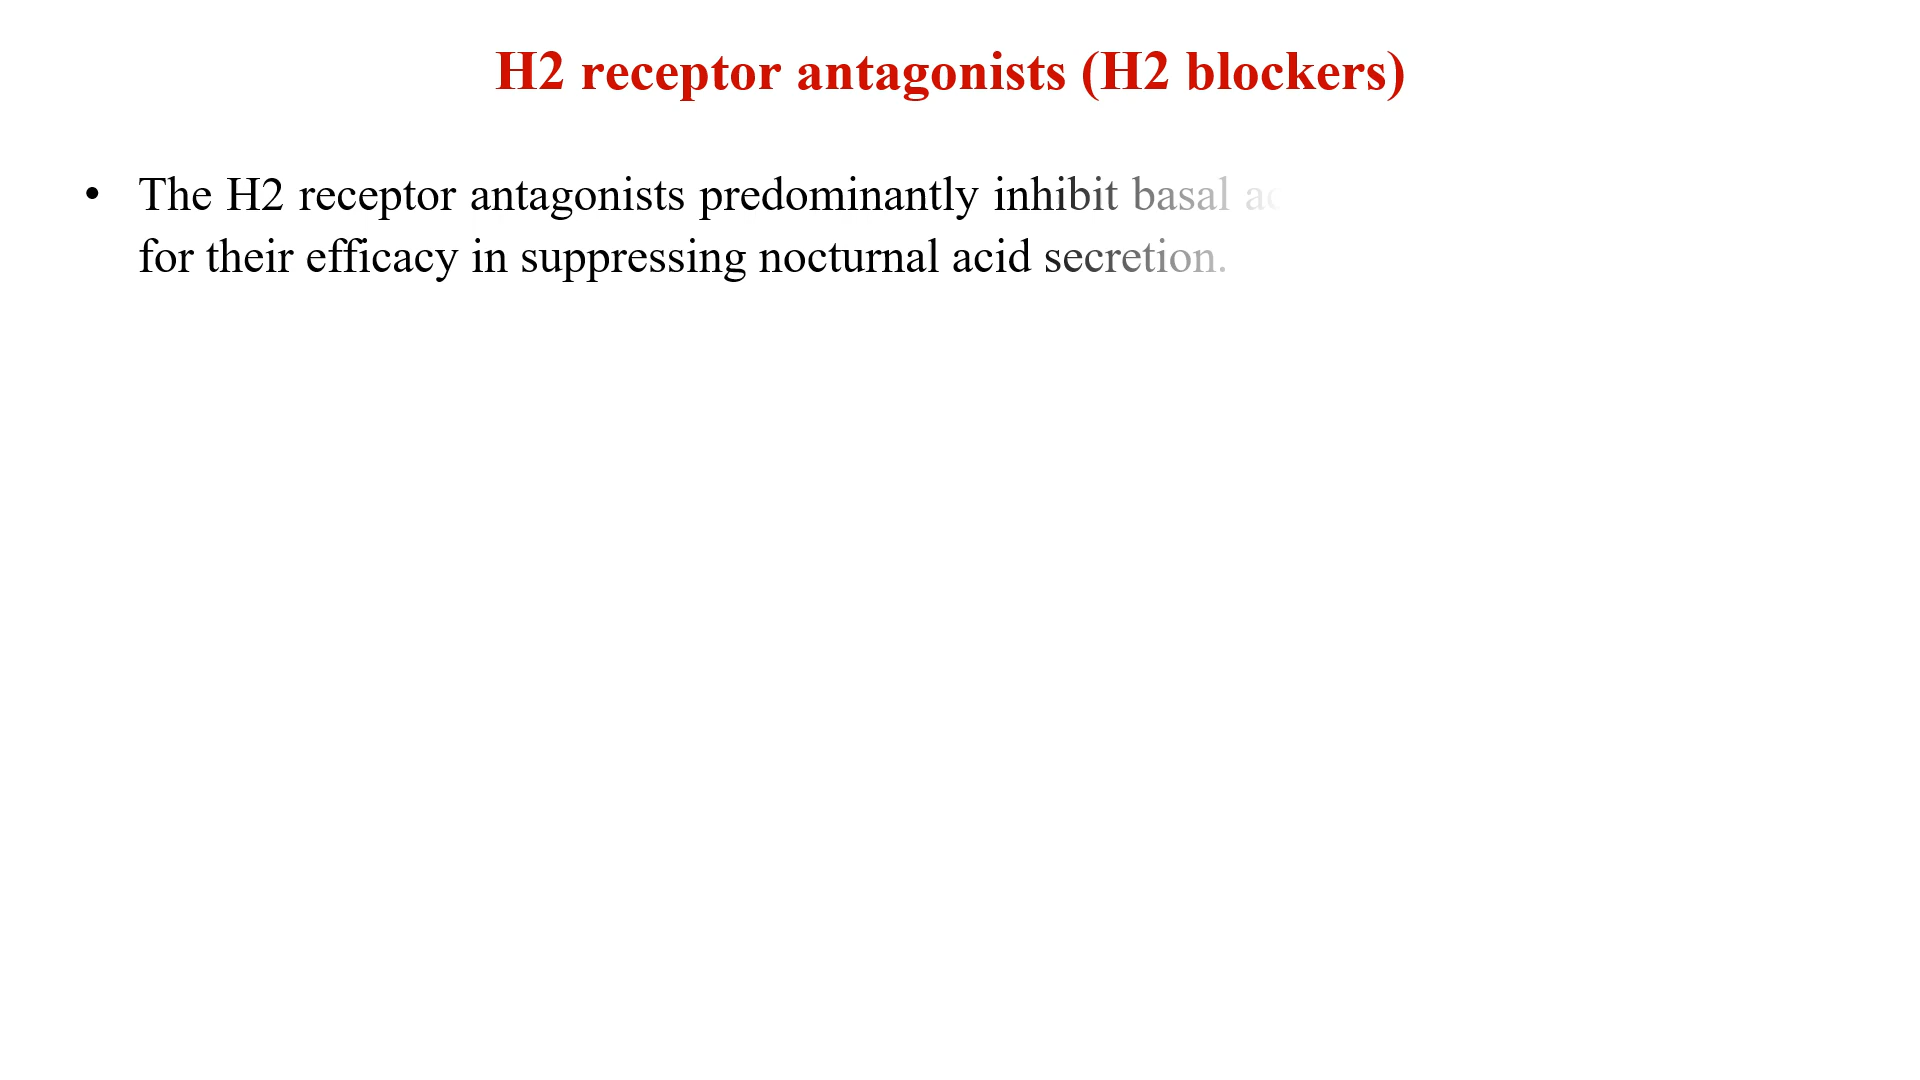 H2 receptor antagonists (H2 blockers)
• The H2 receptor antagonists predominantly inhibit basal
for their efficacy in suppressing nocturnal acid secretion.